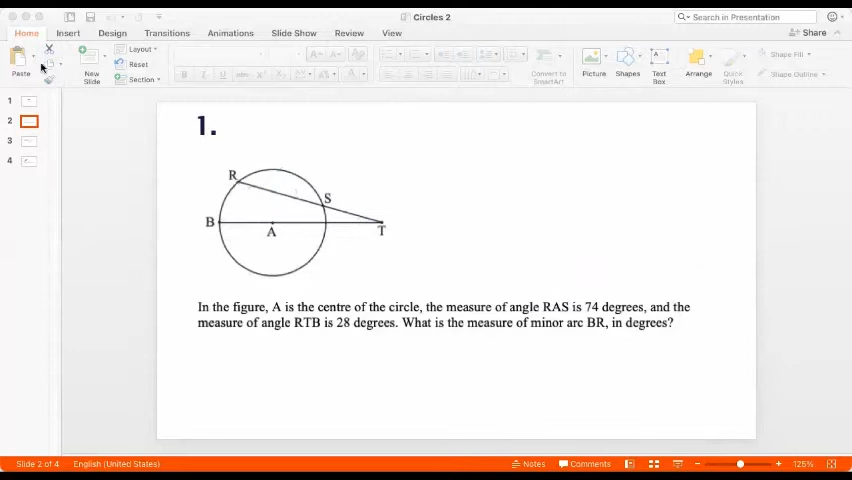 Circles 2
Search in Presentation
Home Insert Design Transitions Animations Slide Show Review View Share
Paste
New Slide
Layout
Reset
Section
Convert to SmartArt
Picture
Shapes
Text Box
Arrange
Quick Styles
Shape Fill
Shape Outline
1
2
3
4
1.
R
S
B
A
T
In the figure, A is the centre of the circle, the measure of angle RAS is 74 degrees, and the
measure of angle RTB is 28 degrees. What is the measure of minor arc BR, in degrees?
Slide 2 of 4 English (United States) Notes Comments 125%